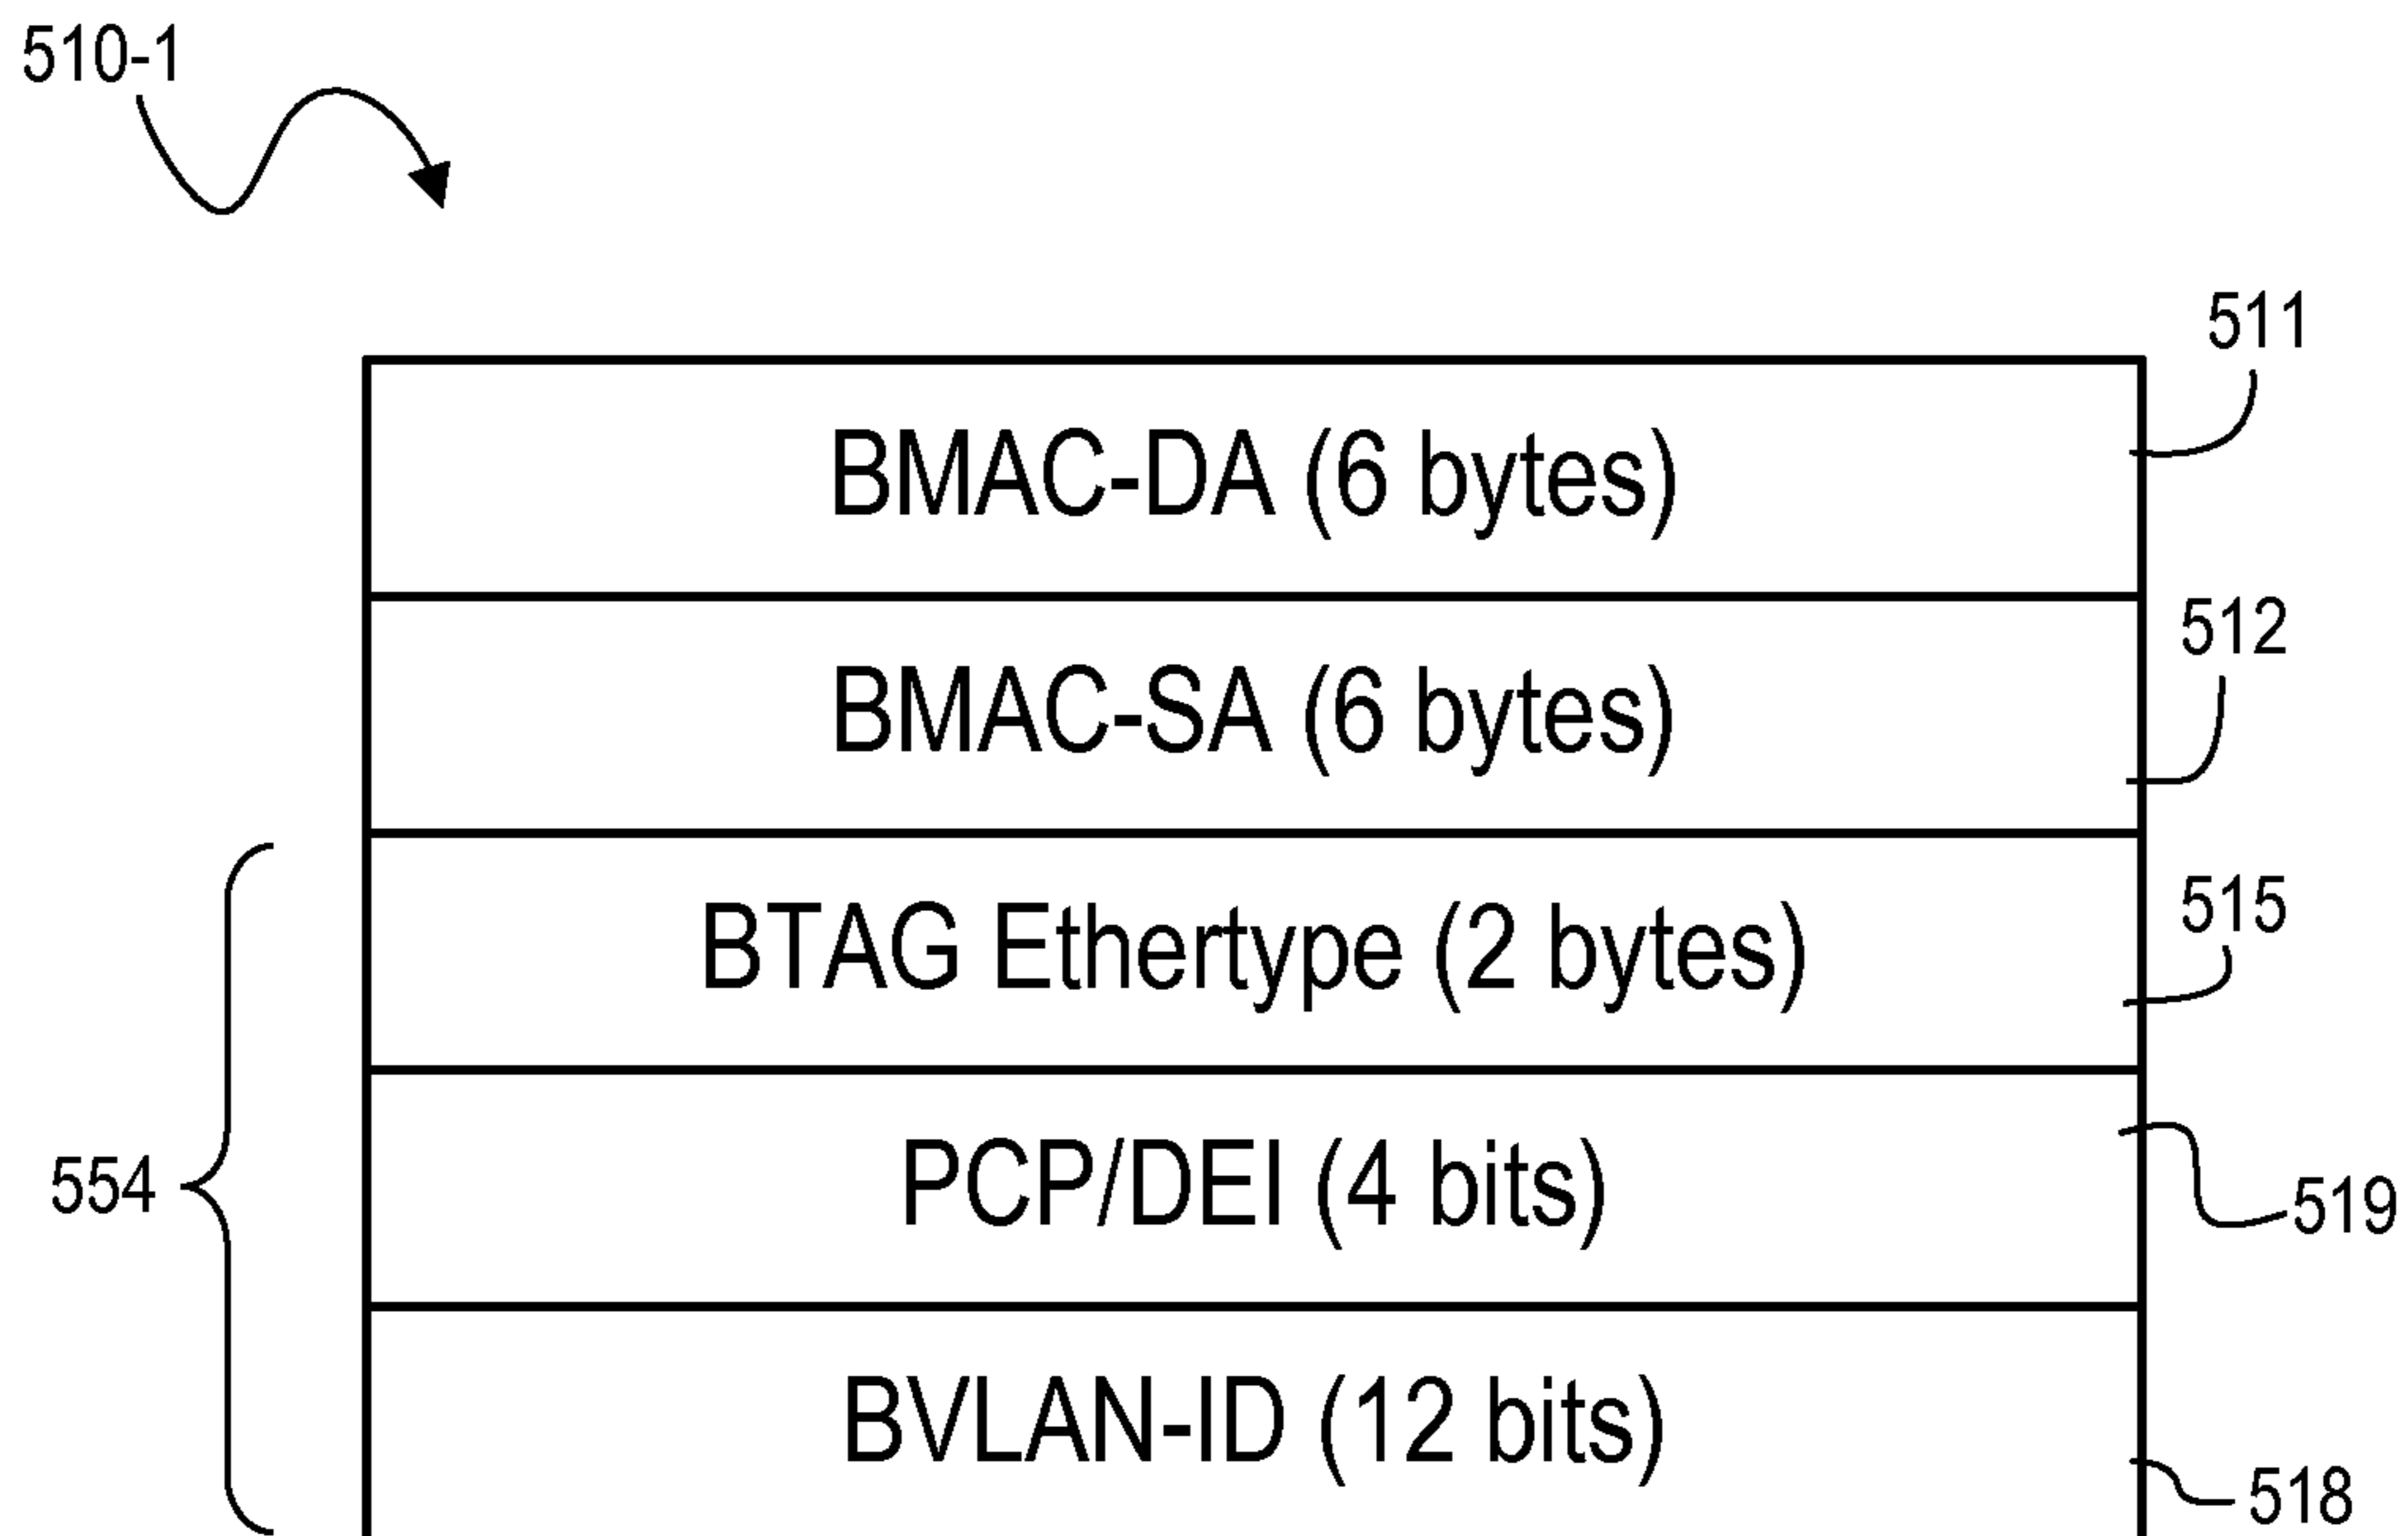 510-1
511
BMAC-DA (6 bytes)
512
BMAC-SA (6 bytes)
515
BTAG Ethertype (2 bytes)
554
PCP/DEI (4 bits)
519
BVLAN-ID (12 bits)
518